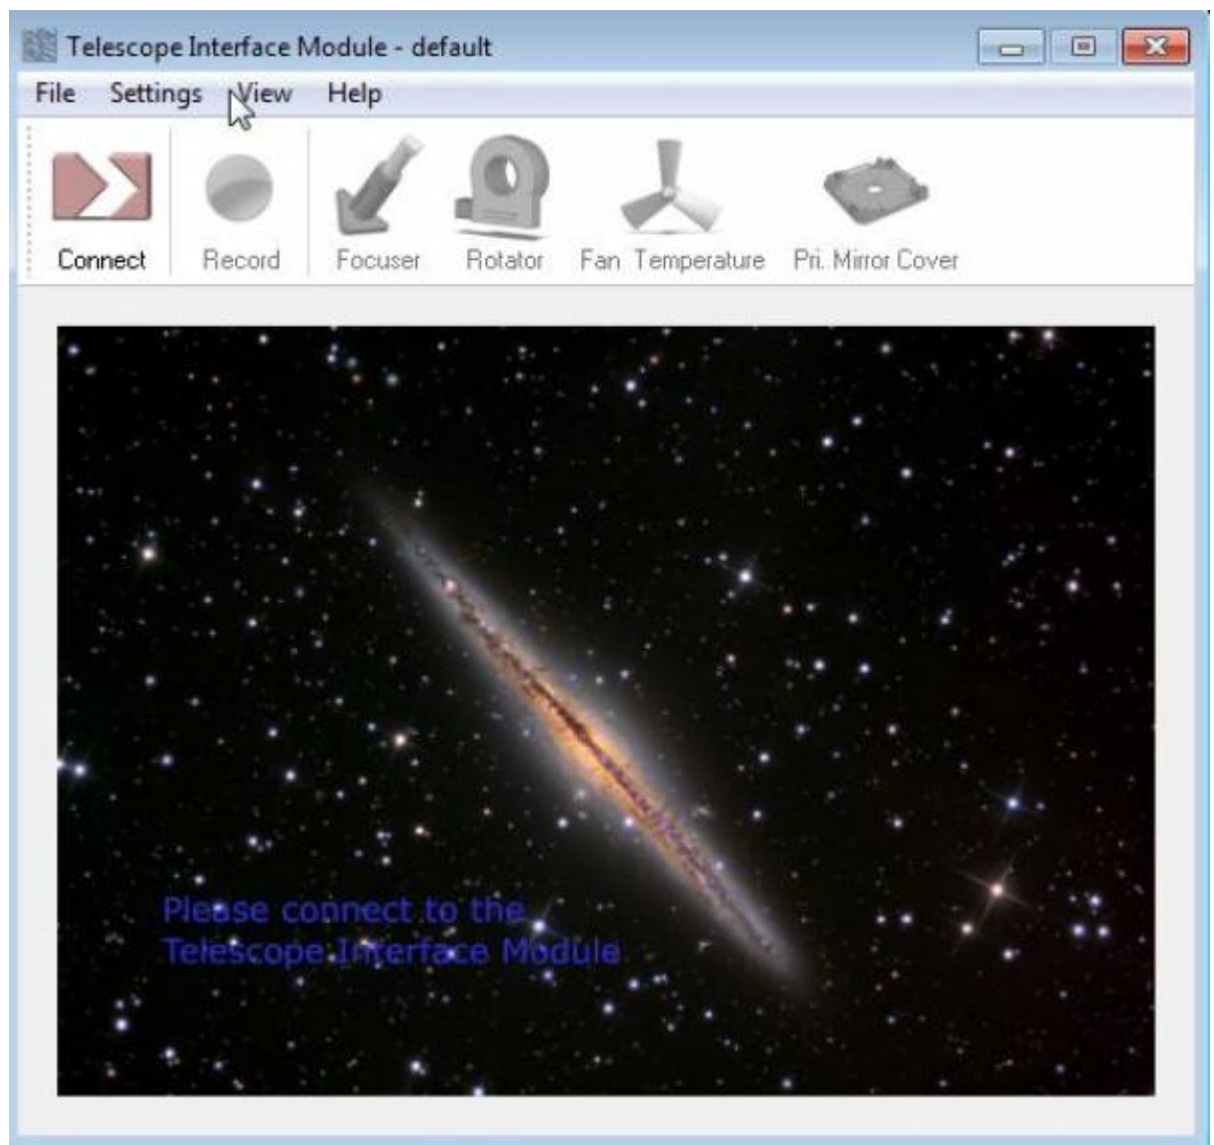 Telescope Interface Module - default
File Settings View Help
Connect Record Focuser Rotator Fan Temperature Pri. Mirror Cover
Please connect to the
Telescope Interface Module